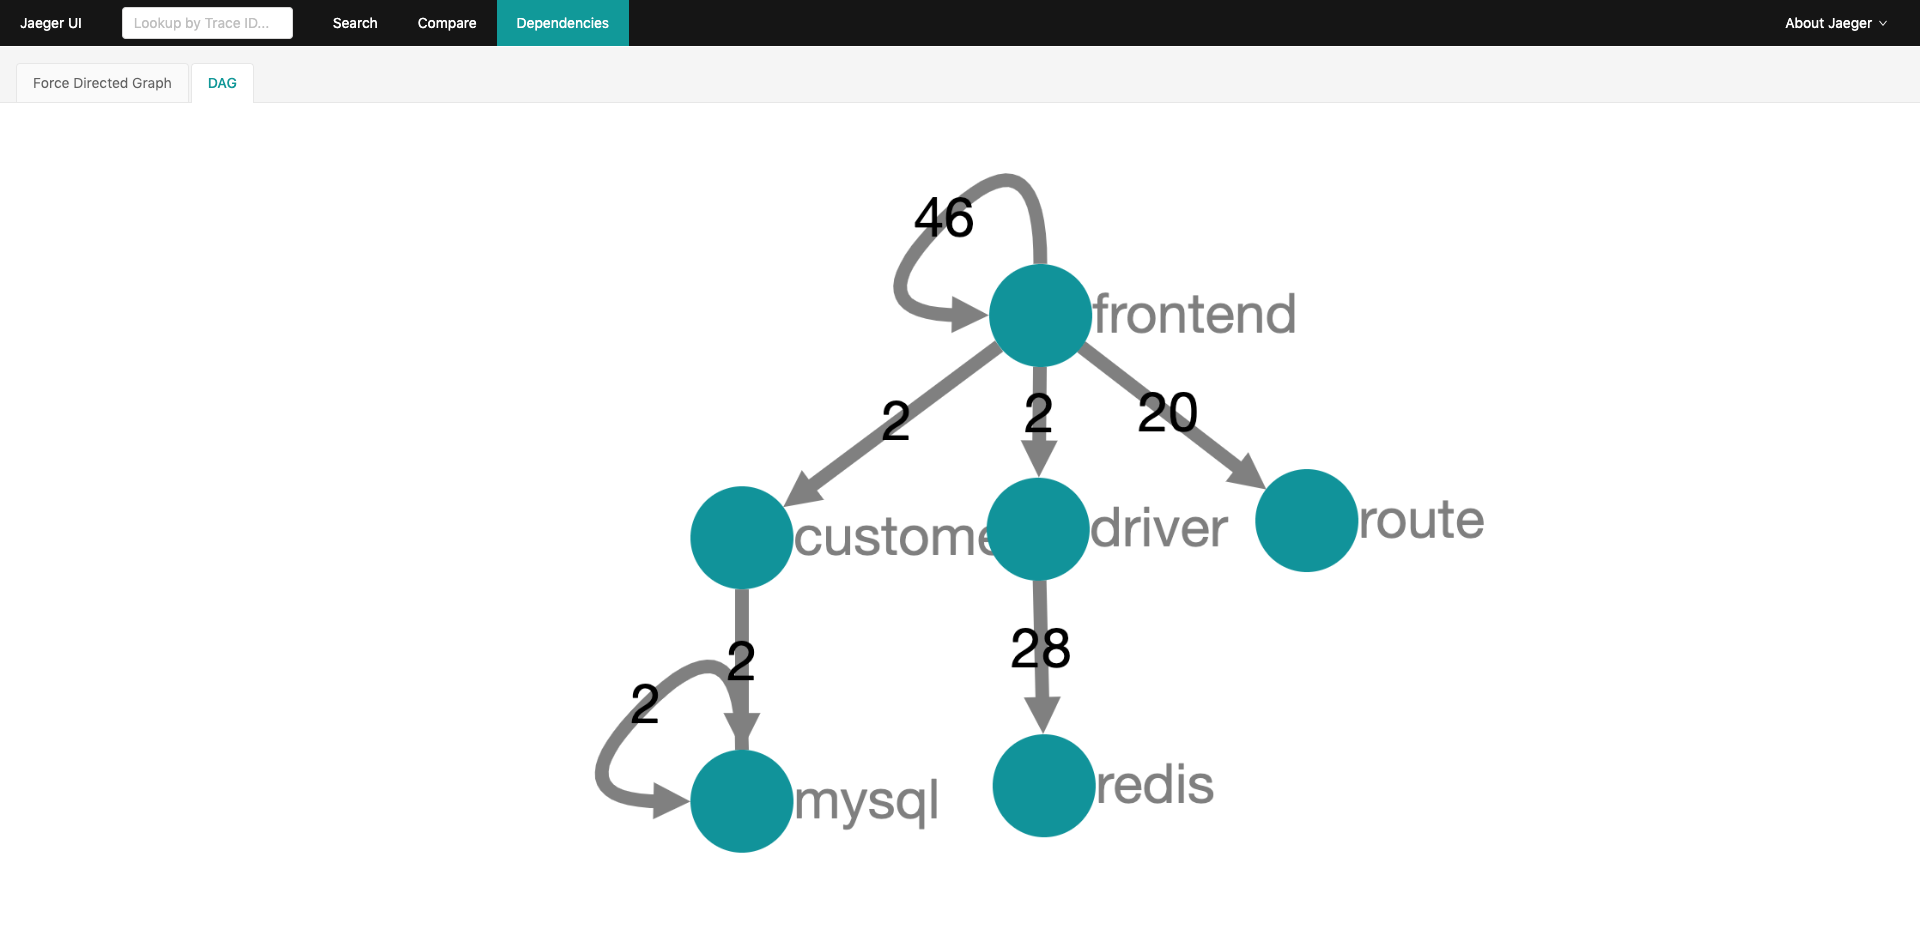 Jaeger UI
Lookup by Trace ID...
Search
Compare
Dependencies
About Jaeger
Force Directed Graph
DAG
46
frontend
2
2
20
custome
driver
route
2
28
2
mysql
redis